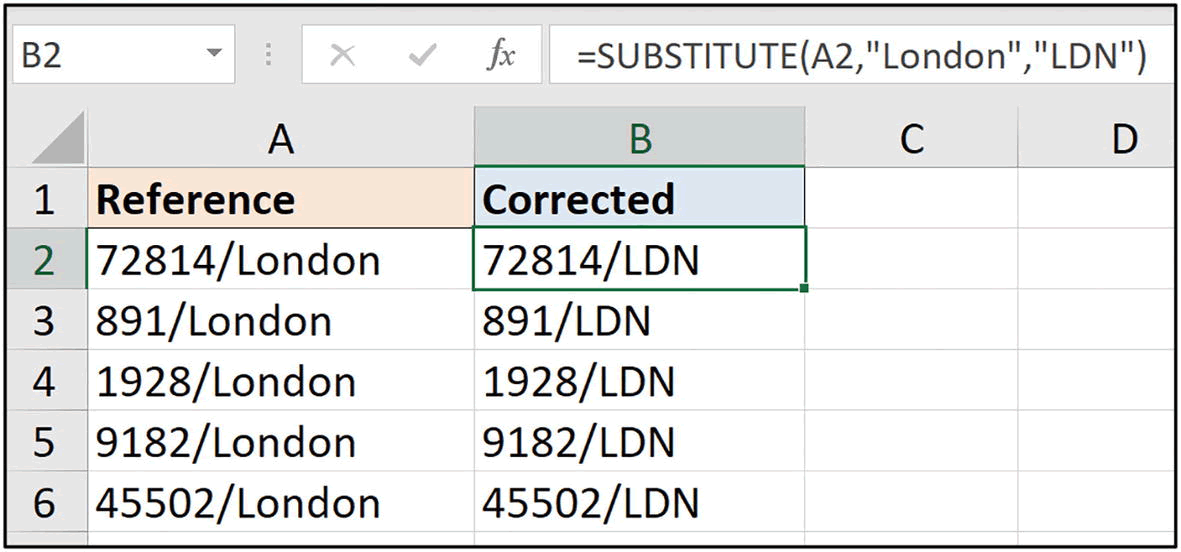 B2 fx =SUBSTITUTE(A2,"London","LDN")
A B C D
1 Reference Corrected
2 72814/London 72814/LDN
3 891/London 891/LDN
4 1928/London 1928/LDN
5 9182/London 9182/LDN
6 45502/London 45502/LDN